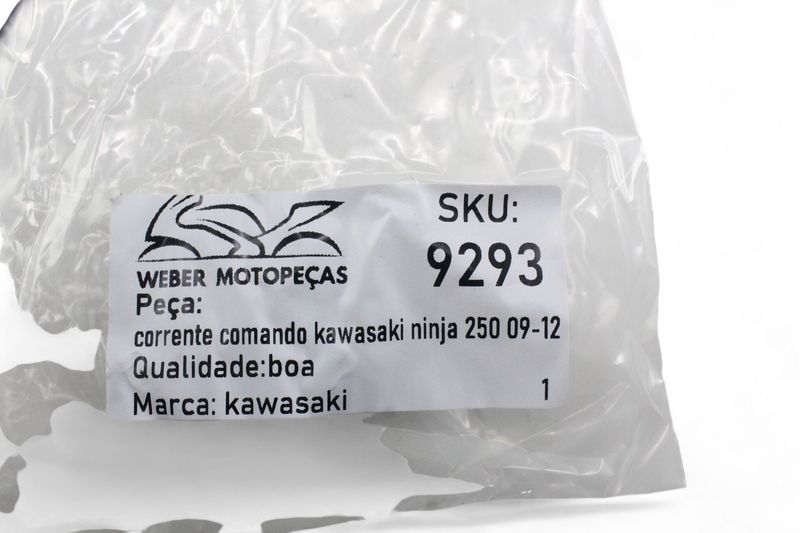 WEBER MOTOPEÇAS
SKU:
9293
Peça:
corrente comando kawasaki ninja 250 09-12
Qualidade:boa
Marca: kawasaki
1